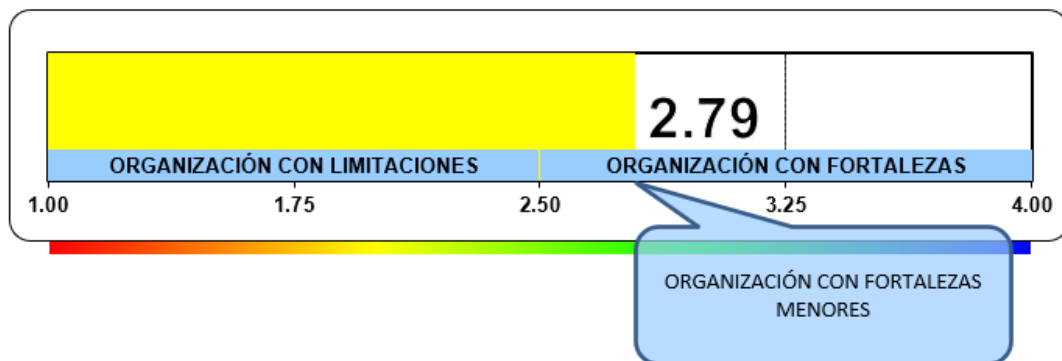 2.79
ORGANIZACIÓN CON LIMITACIONES ORGANIZACIÓN CON FORTALEZAS
1.00 1.75 2.50 3.25 4.00
ORGANIZACIÓN CON FORTALEZAS
MENORES